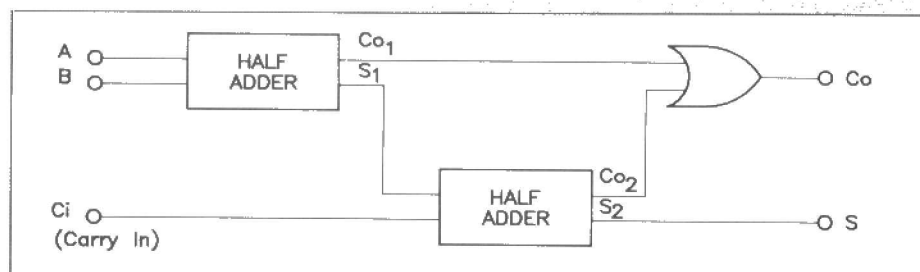 A
B
HALF
ADDER
Co1
S1
Co
Ci
(Carry In)
HALF
ADDER
Co2
S2
S